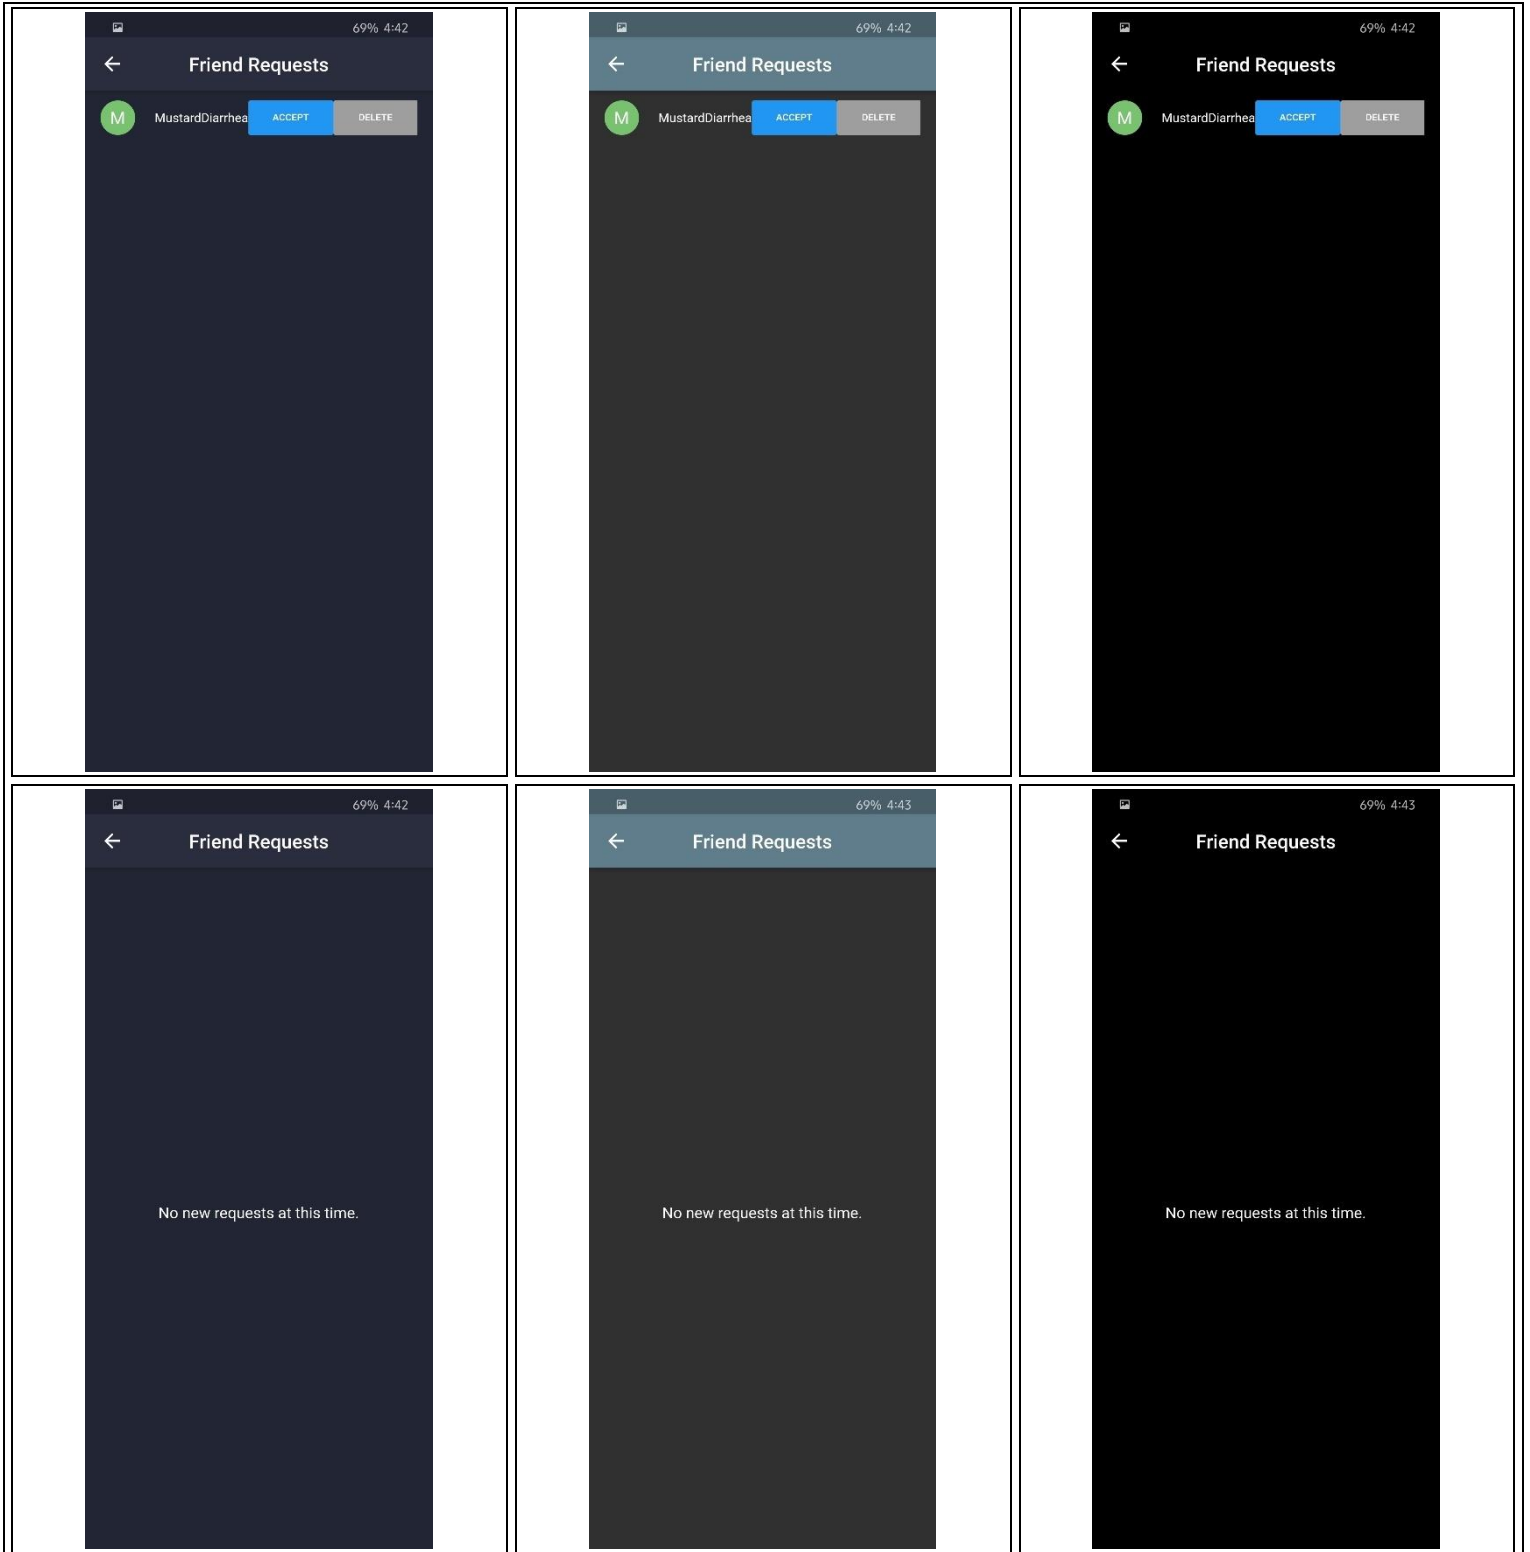 69% 4:42
Friend Requests
M MustardDiarrhea ACCEPT DELETE
69% 4:42
Friend Requests
M MustardDiarrhea ACCEPT DELETE
69% 4:42
Friend Requests
M MustardDiarrhea ACCEPT DELETE
69% 4:42
Friend Requests
No new requests at this time.
69% 4:43
Friend Requests
No new requests at this time.
69% 4:43
Friend Requests
No new requests at this time.